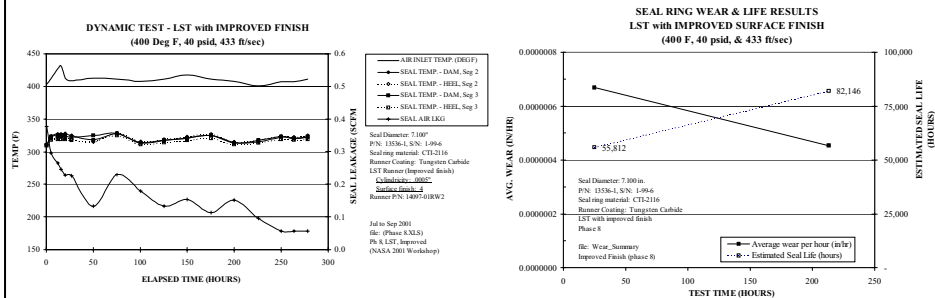 DYNAMIC TEST - LST with IMPROVED FINISH
(400 Deg F, 40 psid, 433 ft/sec)
TEMP (F)
450
400
350
300
250
200
150
0
50
100
150
200
250
300
ELAPSED TIME (HOURS)
0.6
0.5
0.4
0.3
0.2
0.1
0.0
SEAL LEAKAGE (SCFM
AIR INLET TEMP. (DEG F)
SEAL TEMP. - DAM, Seg 2
SEAL TEMP. - HEEL, Seg 2
SEAL TEMP. - DAM, Seg 3
SEAL TEMP. - HEEL, Seg 3
SEAL AIR LKG
Seal Diameter: 7.100"
P/N: 13536-1, S/N: 1-99-6
Seal ring material: CTI-2116
Runner Coating: Tungsten Carbide
LST Runner (Improved finish)
Cylindricity: .0005"
Surface finish: 4
Runner P/N: 14097-01RW2
Jul to Sep 2001
file: (Phase 8.XLS)
Ph 8, LST, Improved
(NASA 2001 Workshop)
SEAL RING WEAR & LIFE RESULTS
LST with IMPROVED SURFACE FINISH
(400 F, 40 psid, & 433 ft/sec)
AVG. WEAR (IN/HR)
0.0000008
0.0000006
0.0000004
0.0000002
0.0000000
0
50
100
150
200
250
TEST TIME (HOURS)
100,000
75,000
50,000
25,000
-
ESTIMATED SEAL LIFE
(HOURS)
82,146
55,812
Seal Diameter: 7.100 in.
P/N: 13536-1, S/N: 1-99-6
Seal ring material: CTI-2116
Runner Coating: Tungsten Carbide
LST with improved finish
Phase 8
file: Wear_Summary
Improved Finish (phase 8)
Average wear per hour (in/hr)
Estimated Seal Life (hours)